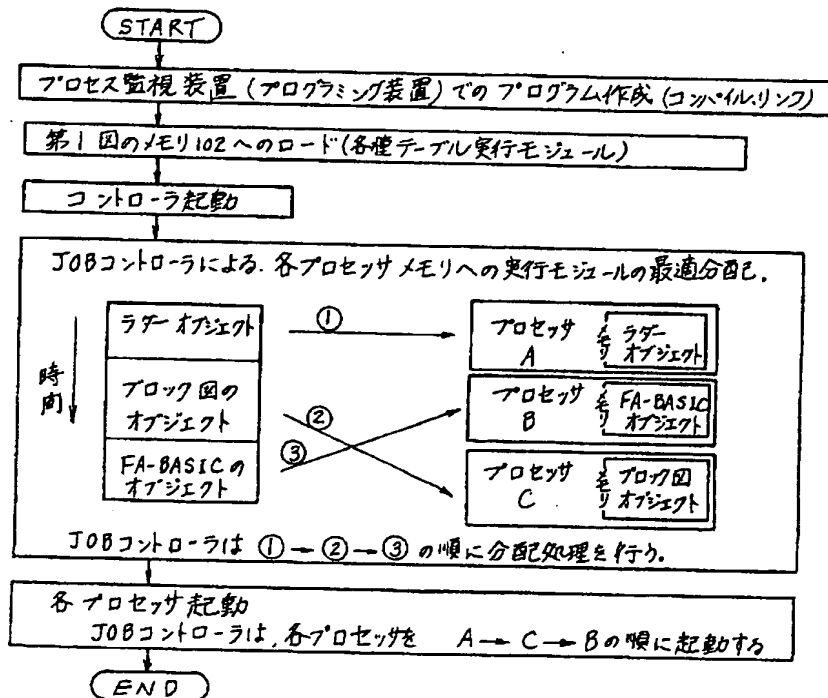 START
プロセス監視装置(プログラミング装置)でのプログラム作成(コンパイル、リンク)
第1図のメモリ102へのロード(各種テーブル実行モジュール)
コントローラ起動
JOBコントローラによる、各プロセッサメモリへの実行モジュールの最適分配。
時間
ラダーオブジェクト
①
プロセッサ
A
メモリ
ラダー
オブジェクト
ブロック図の
オブジェクト
②
プロセッサ
B
メモリ
FA-BASIC
オブジェクト
FA-BASICの
オブジェクト
③
プロセッサ
C
メモリ
ブロック図
オブジェクト
JOBコントローラは ①→②→③ の順に分配処理を行う。
各プロセッサ起動
JOBコントローラは、各プロセッサを A→C→Bの順に起動する
END